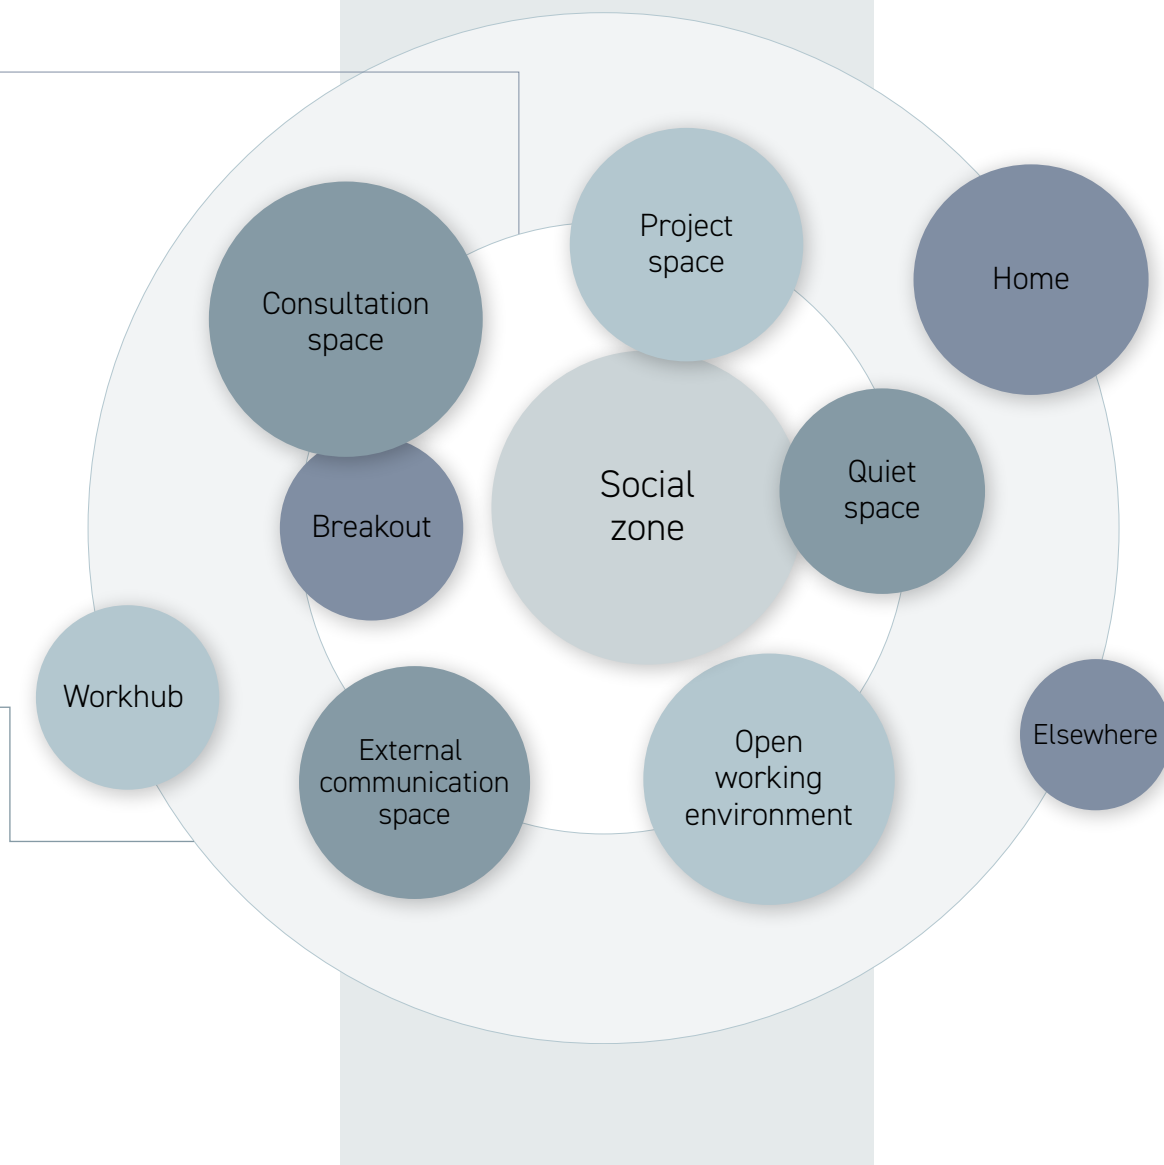 Project
space
Home
Consultation
space
Quiet
space
Social
zone
Breakout
Workhub
External
communication
space
Open
working
environment
Elsewhere